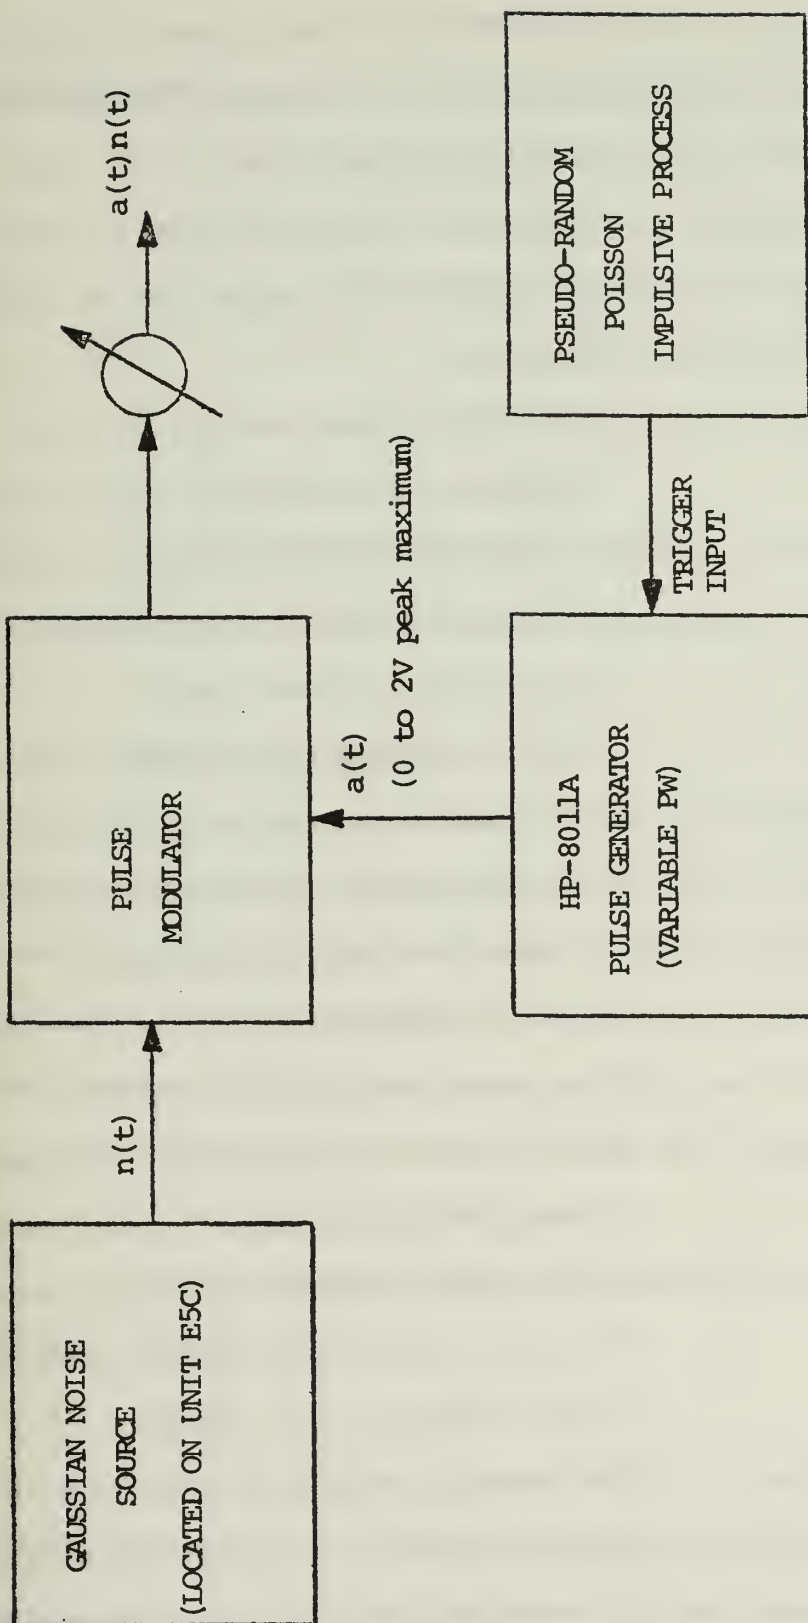 GAUSSIAN NOISE
SOURCE
(LOCATED ON UNIT E5C)
n(t)
PULSE
MODULATOR
a(t)n(t)
a(t)
(0 to 2V peak maximum)
HP-8011A
PULSE GENERATOR
(VARIABLE PW)
TRIGGER
INPUT
PSEUDO-RANDOM
POISSON
IMPULSIVE PROCESS